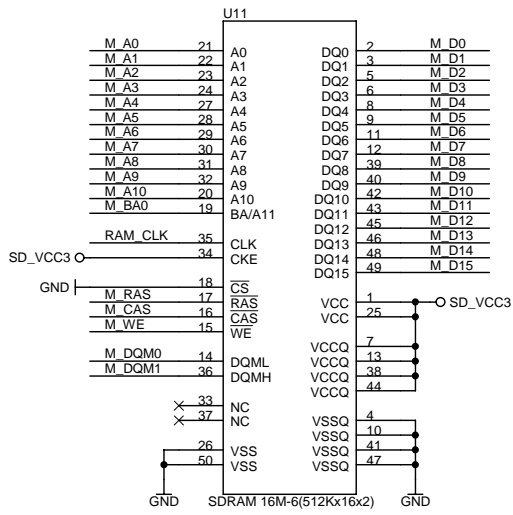 U11
M_A0 21 A0 DQ0 2 M_D0
M_A1 22 A1 DQ1 3 M_D1
M_A2 23 A2 DQ2 5 M_D2
M_A3 24 A3 DQ3 6 M_D3
M_A4 27 A4 DQ4 8 M_D4
M_A5 28 A5 DQ5 9 M_D5
M_A6 29 A6 DQ6 11 M_D6
M_A7 30 A7 DQ7 12 M_D7
M_A8 31 A8 DQ8 39 M_D8
M_A9 32 A9 DQ9 40 M_D9
M_A10 20 A10 DQ10 42 M_D10
M_BA0 19 BA/A11 DQ11 43 M_D11
DQ12 45 M_D12
RAM_CLK 35 CLK DQ13 46 M_D13
SD_VCC3 34 CKE DQ14 48 M_D14
DQ15 49 M_D15
GND 18 CS
M_RAS 17 RAS VCC 1 SD_VCC3
M_CAS 16 CAS VCC 25
M_WE 15 WE
VCCQ 7
M_DQM0 14 DQML VCCQ 13
M_DQM1 36 DQMH VCCQ 38
VCCQ 44
33 NC
37 NC VSSQ 4
VSSQ 10
26 VSS VSSQ 41
50 VSS VSSQ 47
GND SDRAM 16M-6(512Kx16x2) GND